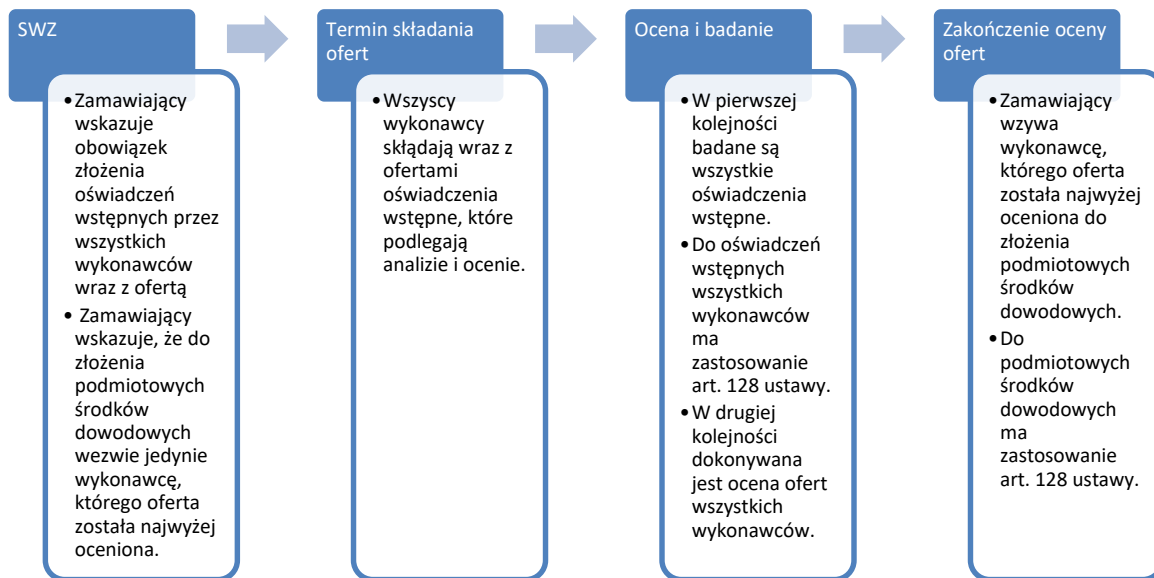 SWZ
•Zamawiający
wskazuje
obowiązek
złożenia
oświadczeń
wstępnych przez
wszystkich
wykonawców
wraz z ofertą
• Zamawiający
wskazuje, że do
złożenia
podmiotowych
środków
dowodowych
wezwie jedynie
wykonawcę,
którego oferta
została najwyżej
oceniona.
Termin składania
ofert
•Wszyscy
wykonawcy
skłądają wraz z
ofertami
oświadczenia
wstępne, które
podlegają
analizie i ocenie.
Ocena i badanie
•W pierwszej
kolejności
badane są
wszystkie
oświadczenia
wstępne.
•Do oświadczeń
wstępnych
wszystkich
wykonawców
ma
zastosowanie
art. 128 ustawy.
•W drugiej
kolejności
dokonywana
jest ocena ofert
wszystkich
wykonawców.
Zakończenie oceny
ofert
•Zamawiający
wzywa
wykonawcę,
którego oferta
została najwyżej
oceniona do
złożenia
podmiotowych
środków
dowodowych.
•Do
podmiotowych
środków
dowodowych
ma
zastosowanie
art. 128 ustawy.